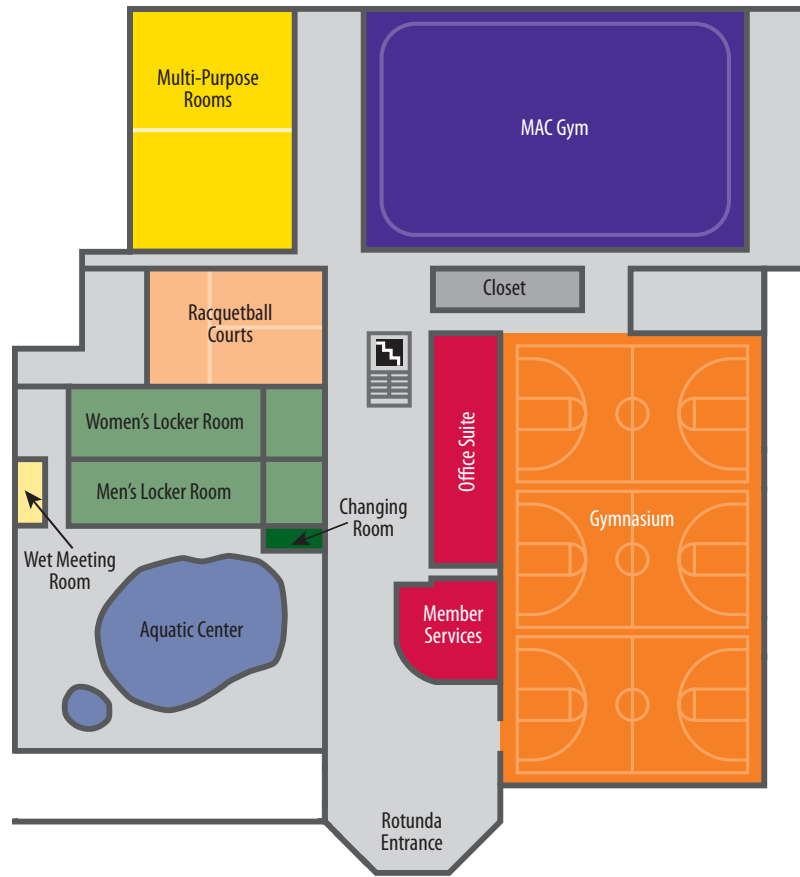 Multi-Purpose
Rooms
MAC Gym
Closet
Racquetball
Courts
Women's Locker Room
Office Suite
Men's Locker Room
Changing
Room
Gymnasium
Wet Meeting
Room
Member
Services
Aquatic Center
Rotunda
Entrance